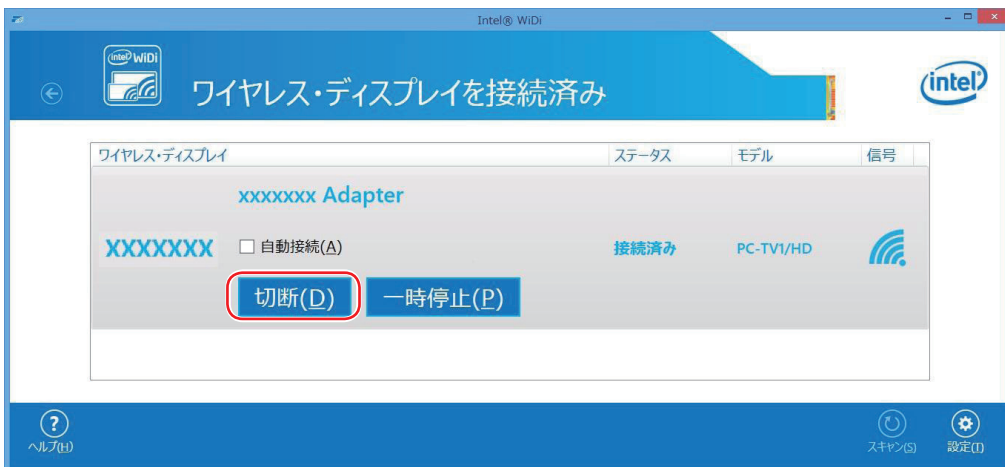 Intel® WiDi
intel WiDi
ワイヤレス・ディスプレイを接続済み
intel
ワイヤレス・ディスプレイ ステータス モデル 信号
xxxxxxx Adapter
XXXXXXX 自動接続(A) 接続済み PC-TV1/HD
切断(D) 一時停止(P)
?
ヘルプ(H) スキャン(S) 設定(T)